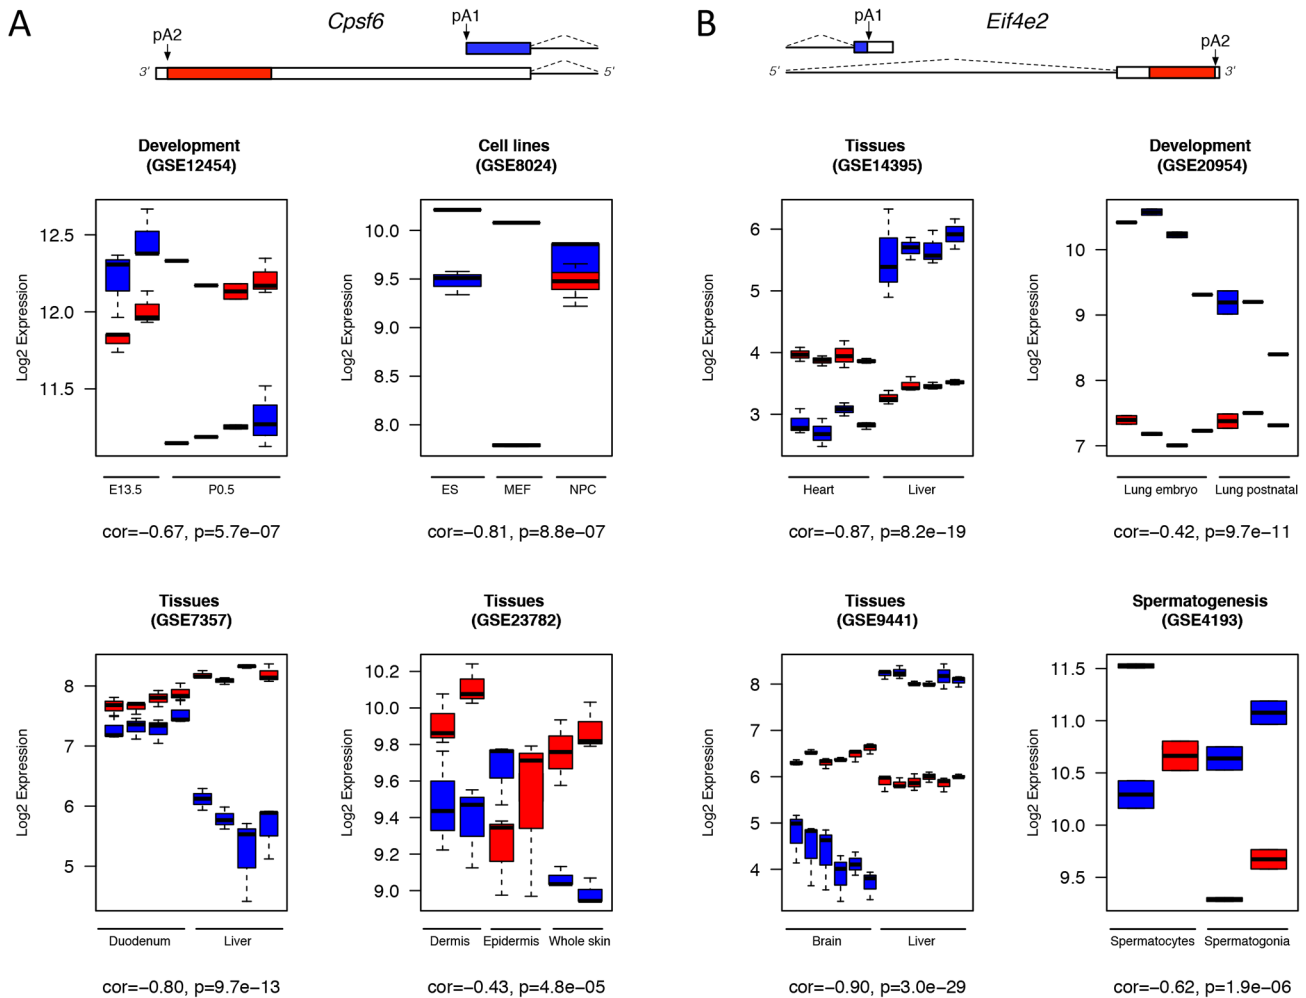 A
Cpsf6
pA1
pA2
3'
5'
B
pA1
Eif4e2
pA2
5'
3'
Development
(GSE12454)
Log2 Expression
12.5
12.0
11.5
E13.5
P0.5
cor=−0.67, p=5.7e−07
Cell lines
(GSE8024)
Log2 Expression
10.0
9.5
9.0
8.5
8.0
ES
MEF
NPC
cor=−0.81, p=8.8e−07
Tissues
(GSE14395)
Log2 Expression
6
5
4
3
Heart
Liver
cor=−0.87, p=8.2e−19
Development
(GSE20954)
Log2 Expression
10
9
8
7
Lung embryo
Lung postnatal
cor=−0.42, p=9.7e−11
Tissues
(GSE7357)
Log2 Expression
8
7
6
5
Duodenum
Liver
cor=−0.80, p=9.7e−13
Tissues
(GSE23782)
Log2 Expression
10.2
10.0
9.8
9.6
9.4
9.2
9.0
Dermis
Epidermis
Whole skin
cor=−0.43, p=4.8e−05
Tissues
(GSE9441)
Log2 Expression
8
7
6
5
4
Brain
Liver
cor=−0.90, p=3.0e−29
Spermatogenesis
(GSE4193)
Log2 Expression
11.5
11.0
10.5
10.0
9.5
Spermatocytes
Spermatogonia
cor=−0.62, p=1.9e−06